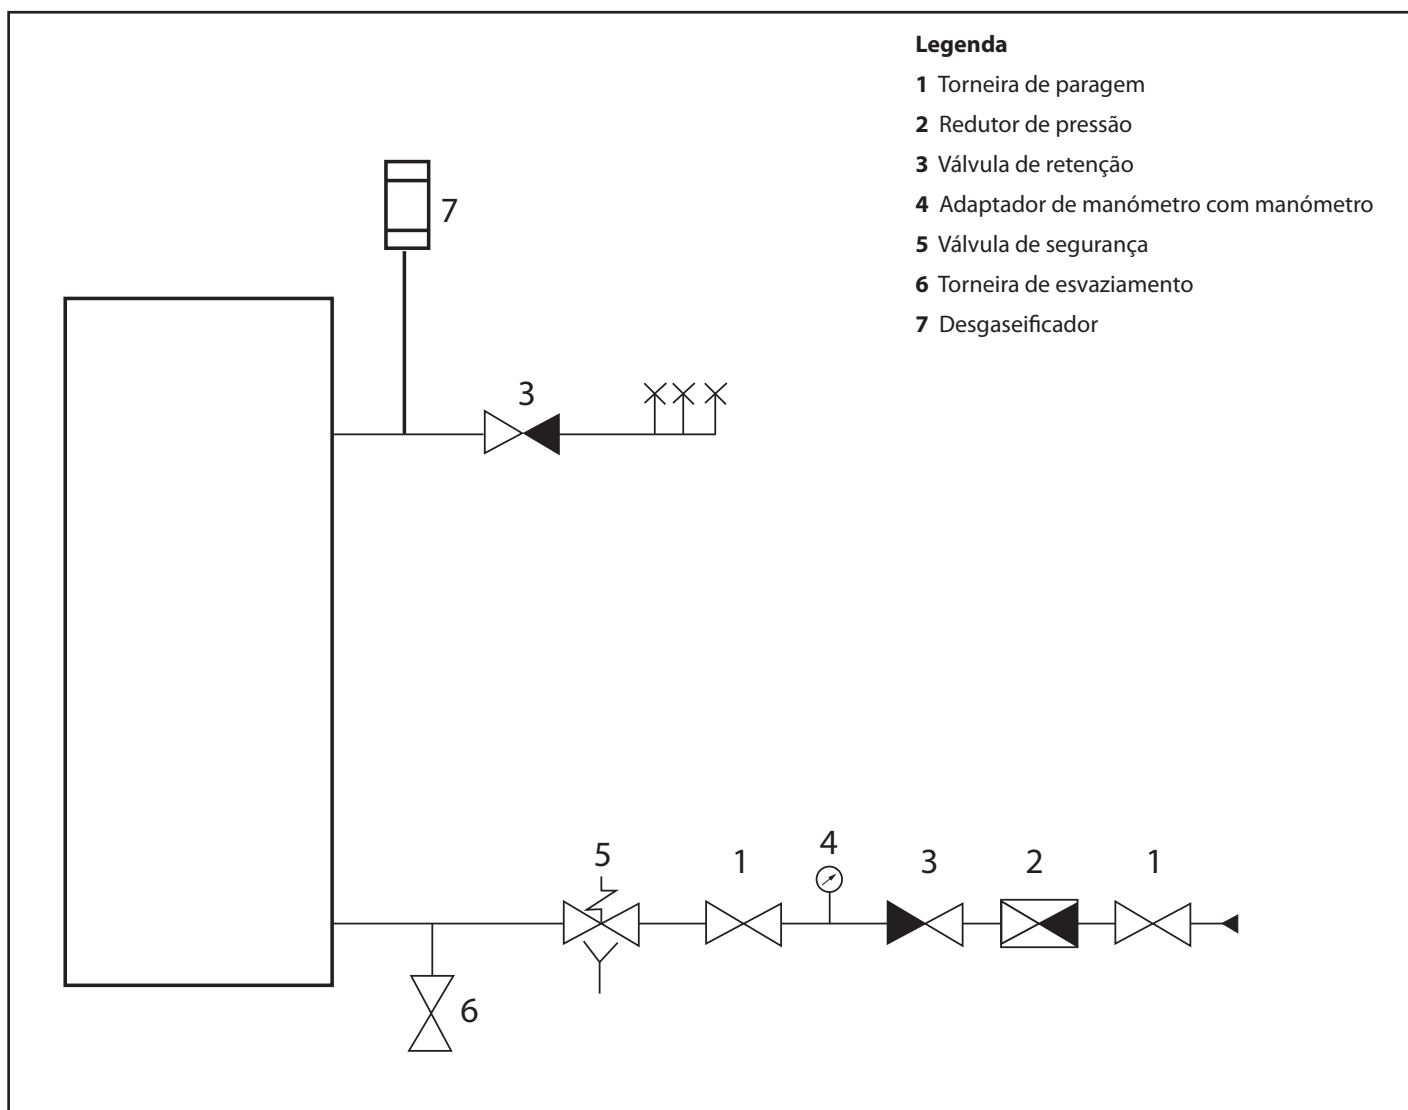 Legenda
1 Torneira de paragem
2 Redutor de pressão
3 Válvula de retenção
4 Adaptador de manómetro com manómetro
5 Válvula de segurança
6 Torneira de esvaziamento
7 Desgaseificador
7
3
5
1
4
3
2
1
6